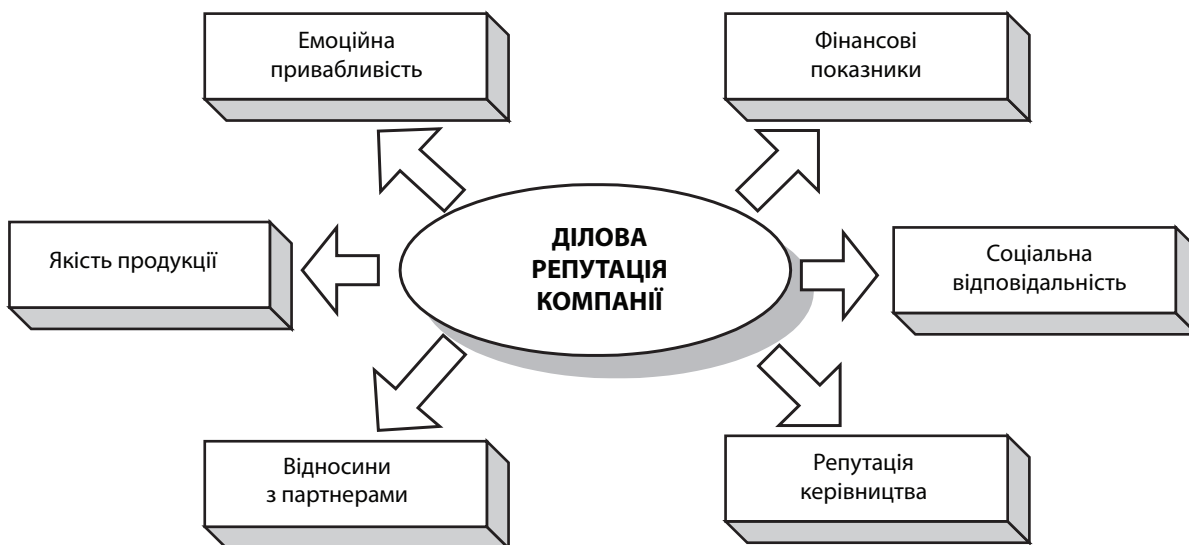 Емоційна
привабливість
Фінансові
показники
Якість продукції
ДІЛОВА
РЕПУТАЦІЯ
КОМПАНІЇ
Соціальна
відповідальність
Відносини
з партнерами
Репутація
керівництва